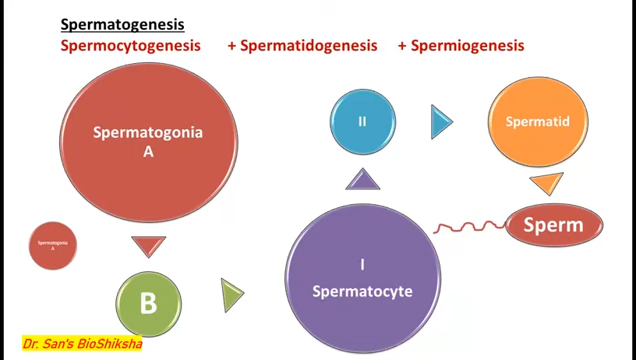 Spermatogenesis
Spermocytogenesis + Spermatidogenesis + Spermiogenesis
Spermatogonia
A
II
Spermatid
Spermatogonia
A
B
I
Spermatocyte
Sperm
Dr. San's BioShiksha